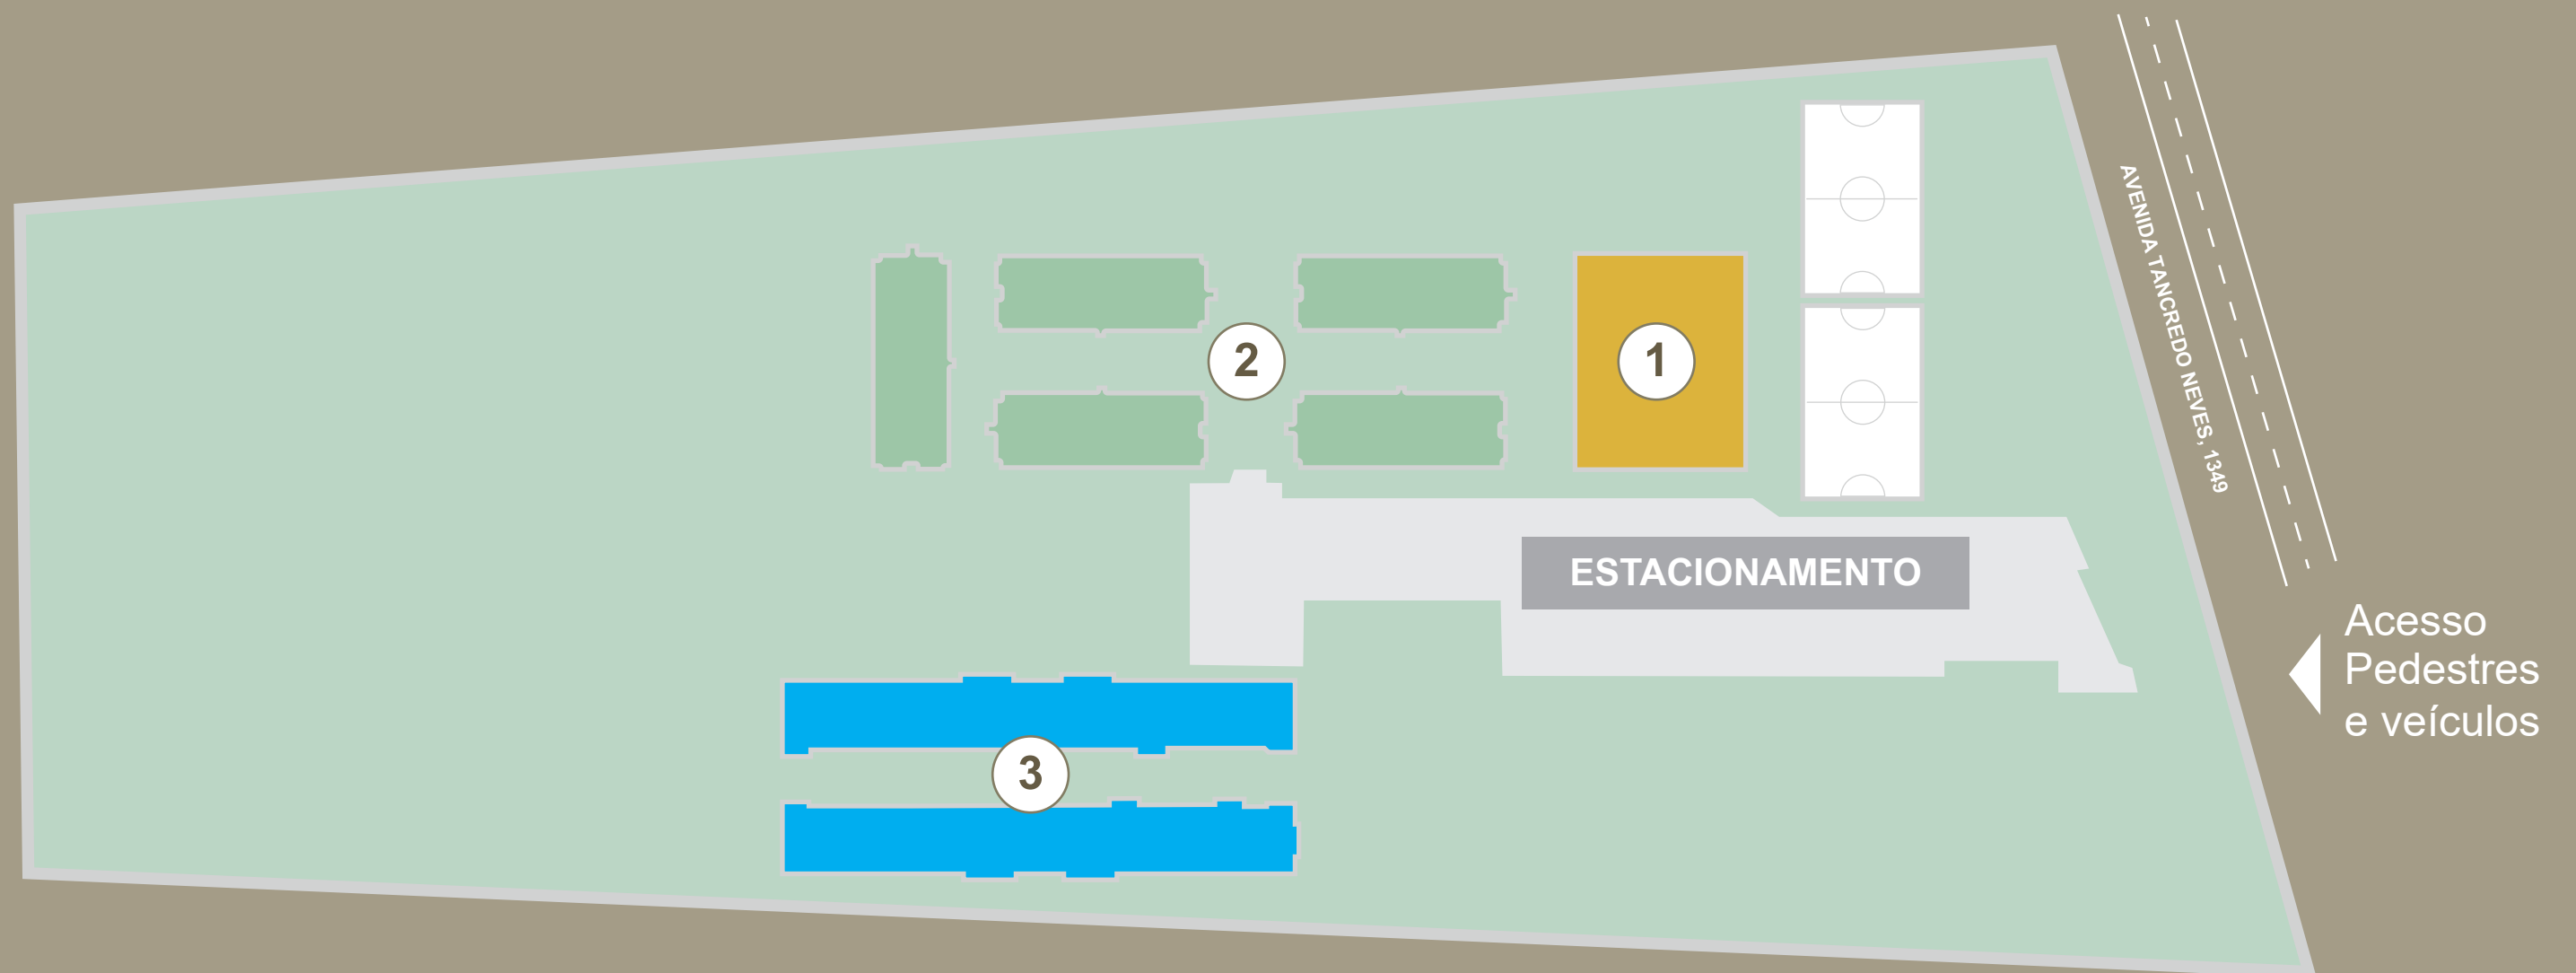 AVENIDA TANCREDO NEVES, 1349
2
1
ESTACIONAMENTO
Acesso
Pedestres
e veículos
3